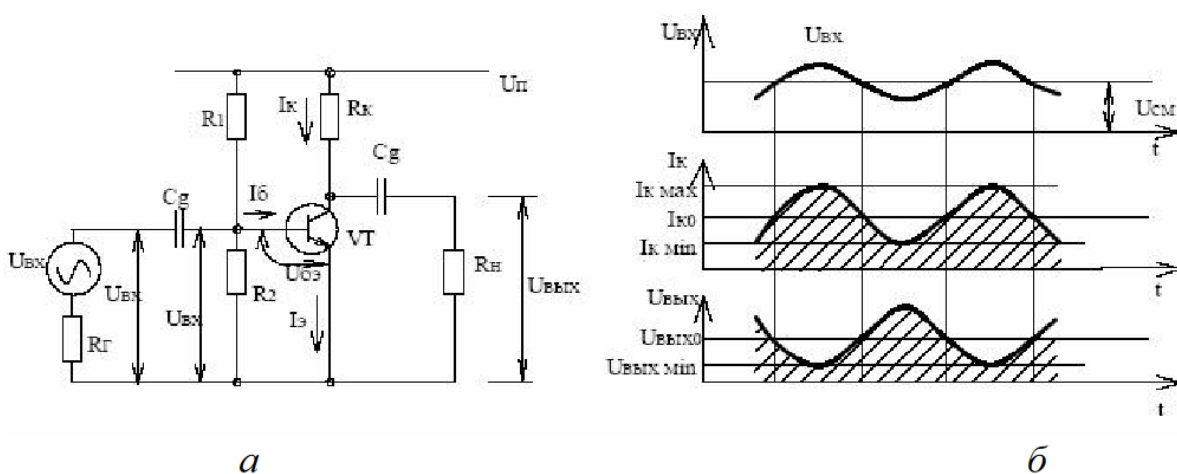 Uп
Iк
Rк
R1
Cg
Cg
Iб
VT
Uбэ
Uвх
Uвх
Uвх
R2
Rн
Uвых
Rг
Iэ
а
Uвх
Uвх
Uсм
t
Iк
Iк max
Iк0
Iк min
t
Uвых
Uвых0
Uвых min
t
б